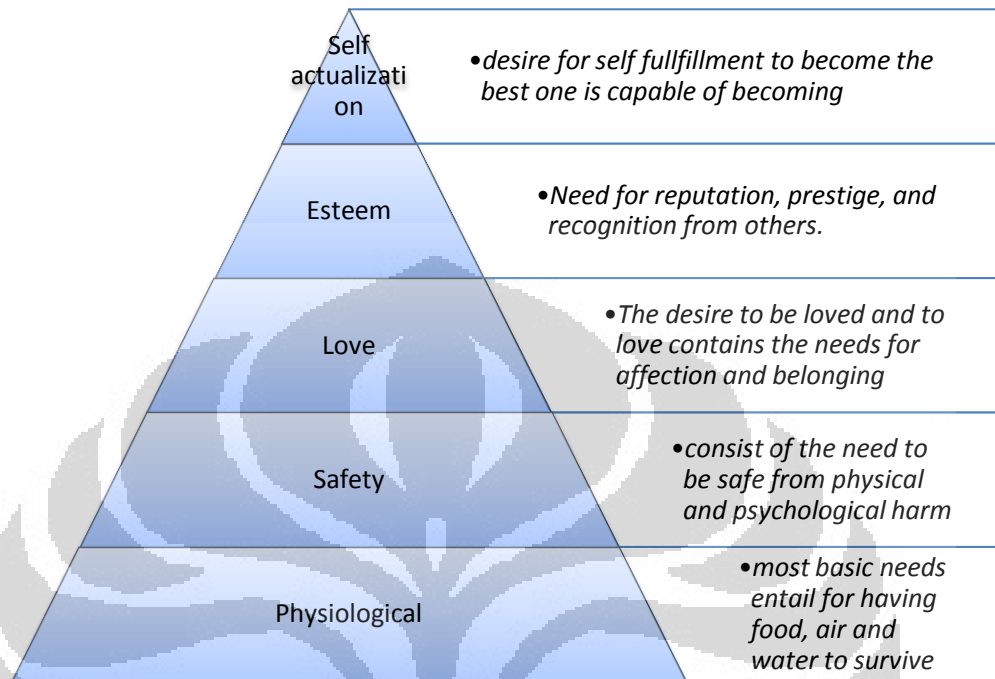 Self
actualizati
on
•desire for self fullfillment to become the
best one is capable of becoming
Esteem
•Need for reputation, prestige, and
recognition from others.
Love
•The desire to be loved and to
love contains the needs for
affection and belonging
Safety
•consist of the need to
be safe from physical
and psychological harm
Physiological
•most basic needs
entail for having
food, air and
water to survive